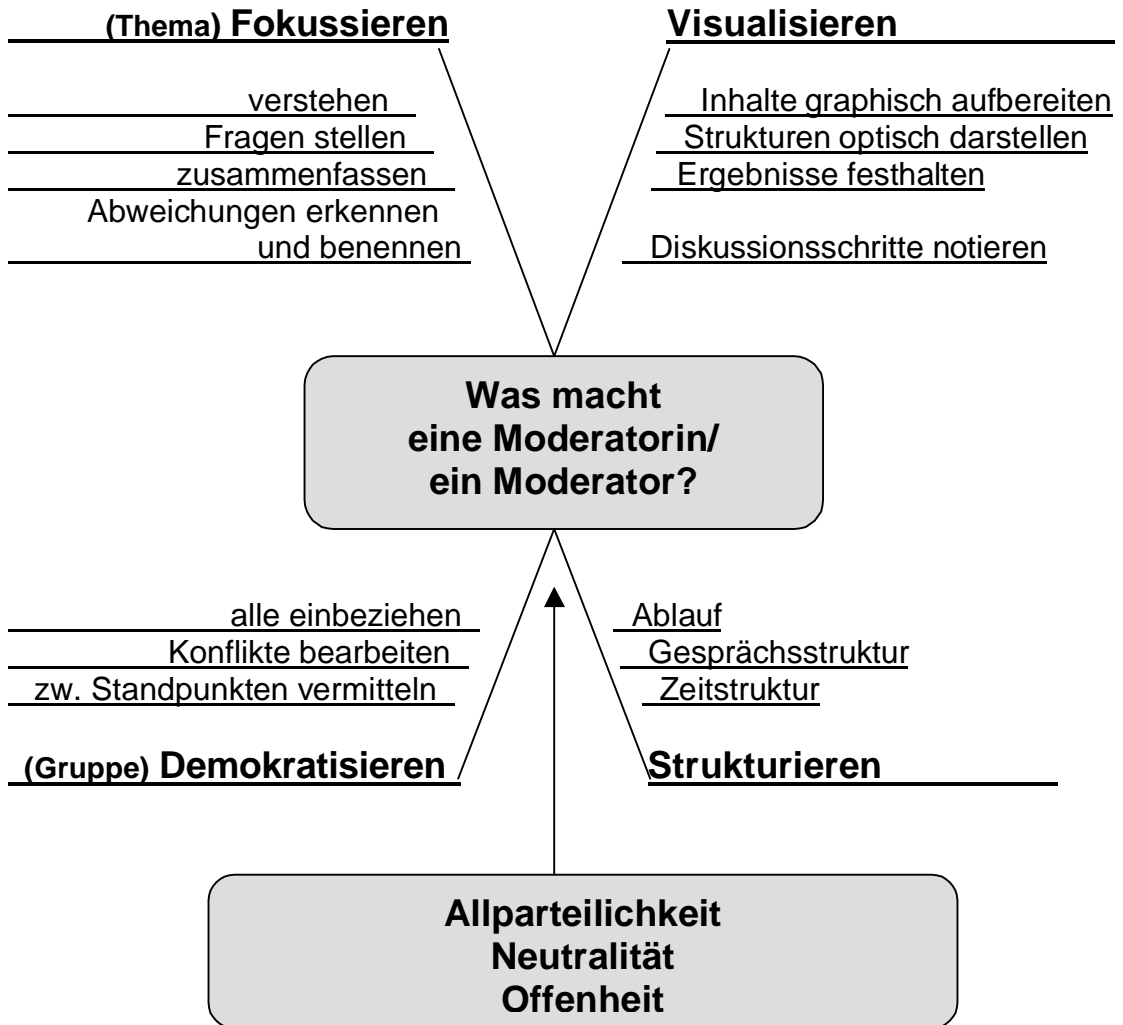 (Thema) Fokussieren
verstehen
Fragen stellen
zusammenfassen
Abweichungen erkennen
und benennen
Visualisieren
Inhalte graphisch aufbereiten
Strukturen optisch darstellen
Ergebnisse festhalten
Diskussionsschritte notieren
Was macht
eine Moderatorin/
ein Moderator?
alle einbeziehen
Konflikte bearbeiten
zw. Standpunkten vermitteln
(Gruppe) Demokratisieren
Ablauf
Gesprächsstruktur
Zeitstruktur
Strukturieren
Allparteilichkeit
Neutralität
Offenheit